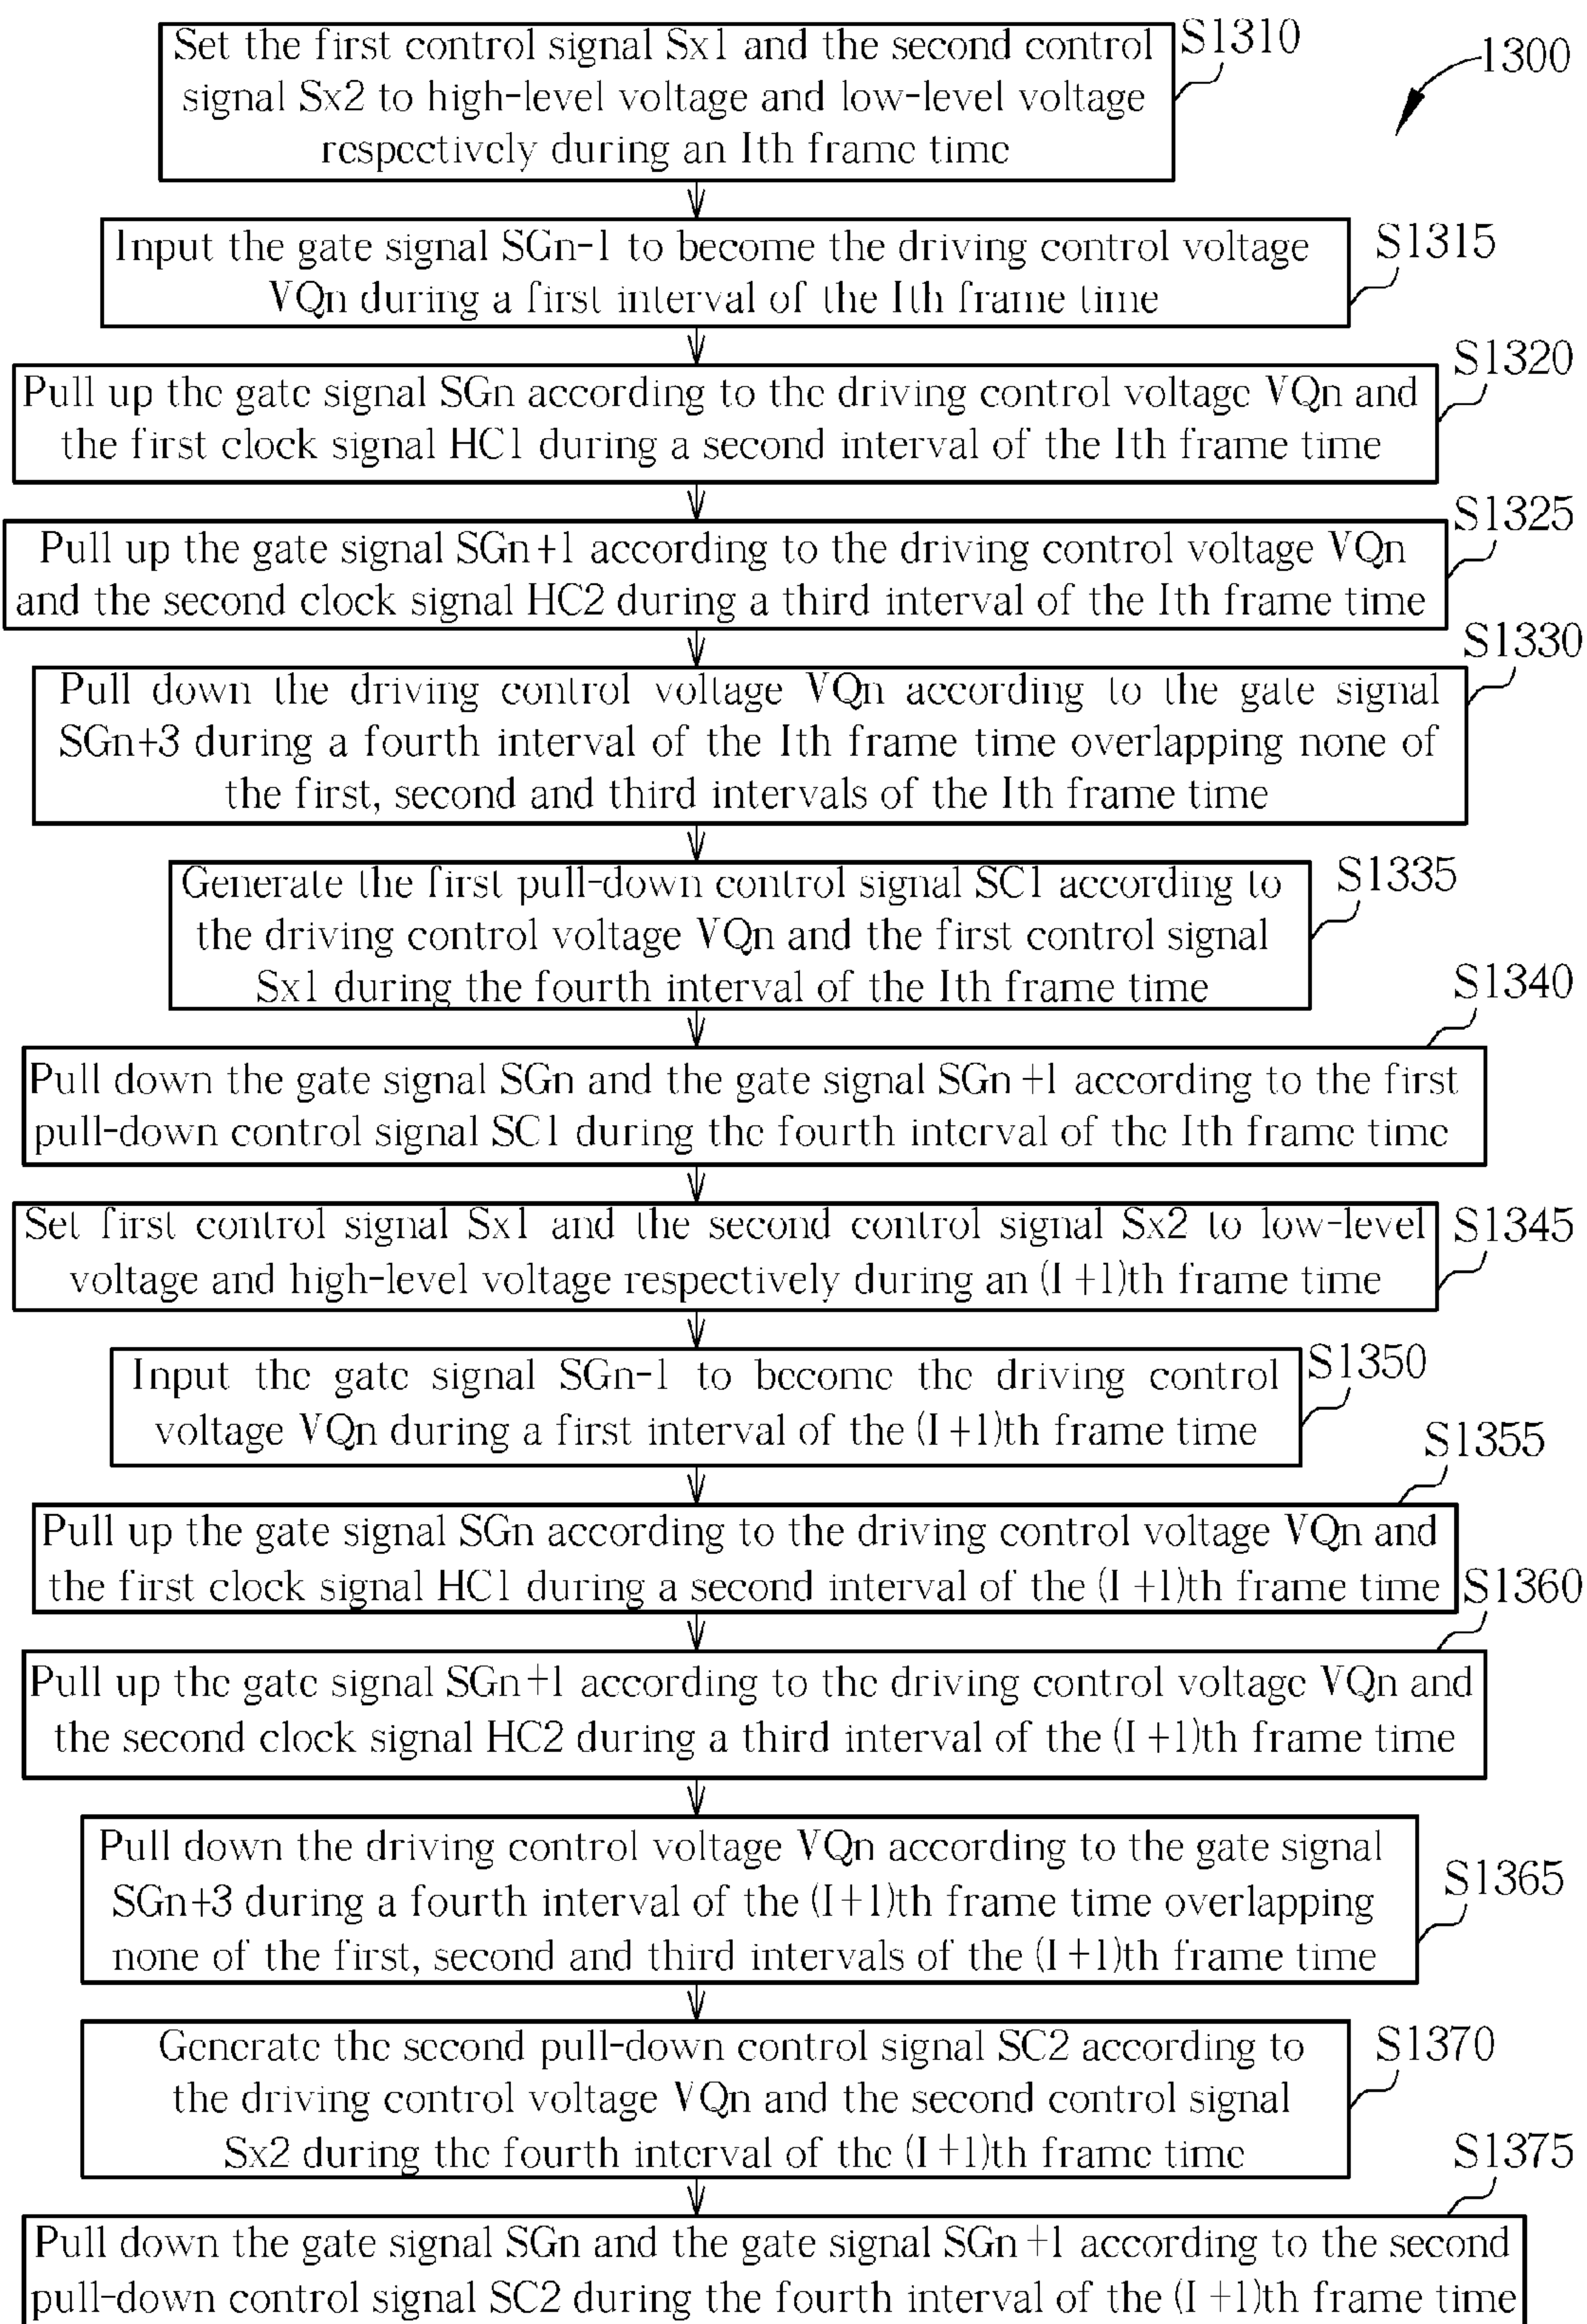 Set the first control signal Sx1 and the second control
signal Sx2 to high-level voltage and low-level voltage
respectively during an Ith frame time
S1310
1300
Input the gate signal SGn-1 to become the driving control voltage
VQn during a first interval of the Ith frame time
S1315
Pull up the gate signal SGn according to the driving control voltage VQn and
the first clock signal HC1 during a second interval of the Ith frame time
S1320
Pull up the gate signal SGn+1 according to the driving control voltage VQn
and the second clock signal HC2 during a third interval of the Ith frame time
S1325
Pull down the driving control voltage VQn according to the gate signal
SGn+3 during a fourth interval of the Ith frame time overlapping none of
the first, second and third intervals of the Ith frame time
S1330
Generate the first pull-down control signal SC1 according to
the driving control voltage VQn and the first control signal
Sx1 during the fourth interval of the Ith frame time
S1335
Pull down the gate signal SGn and the gate signal SGn+1 according to the first
pull-down control signal SC1 during the fourth interval of the Ith frame time
S1340
Set first control signal Sx1 and the second control signal Sx2 to low-level
voltage and high-level voltage respectively during an (I+1)th frame time
S1345
Input the gate signal SGn-1 to become the driving control
voltage VQn during a first interval of the (I+1)th frame time
S1350
Pull up the gate signal SGn according to the driving control voltage VQn and
the first clock signal HC1 during a second interval of the (I+1)th frame time
S1355
Pull up the gate signal SGn+1 according to the driving control voltage VQn and
the second clock signal HC2 during a third interval of the (I+1)th frame time
S1360
Pull down the driving control voltage VQn according to the gate signal
SGn+3 during a fourth interval of the (I+1)th frame time overlapping
none of the first, second and third intervals of the (I+1)th frame time
S1365
Generate the second pull-down control signal SC2 according to
the driving control voltage VQn and the second control signal
Sx2 during the fourth interval of the (I+1)th frame time
S1370
Pull down the gate signal SGn and the gate signal SGn+1 according to the second
pull-down control signal SC2 during the fourth interval of the (I+1)th frame time
S1375